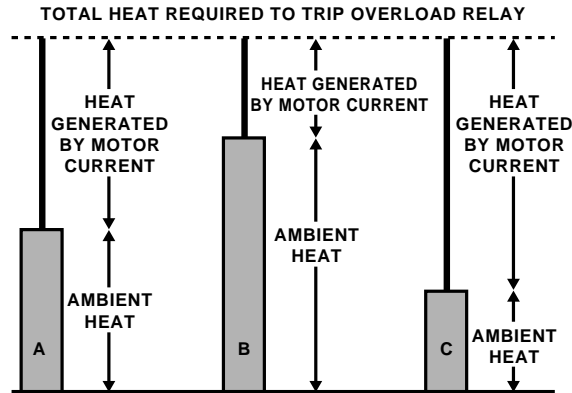 TOTAL HEAT REQUIRED TO TRIP OVERLOAD RELAY
HEAT
GENERATED
BY MOTOR
CURRENT
AMBIENT
HEAT
A
HEAT GENERATED
BY MOTOR CURRENT
AMBIENT
HEAT
B
HEAT
GENERATED
BY MOTOR
CURRENT
AMBIENT
HEAT
C